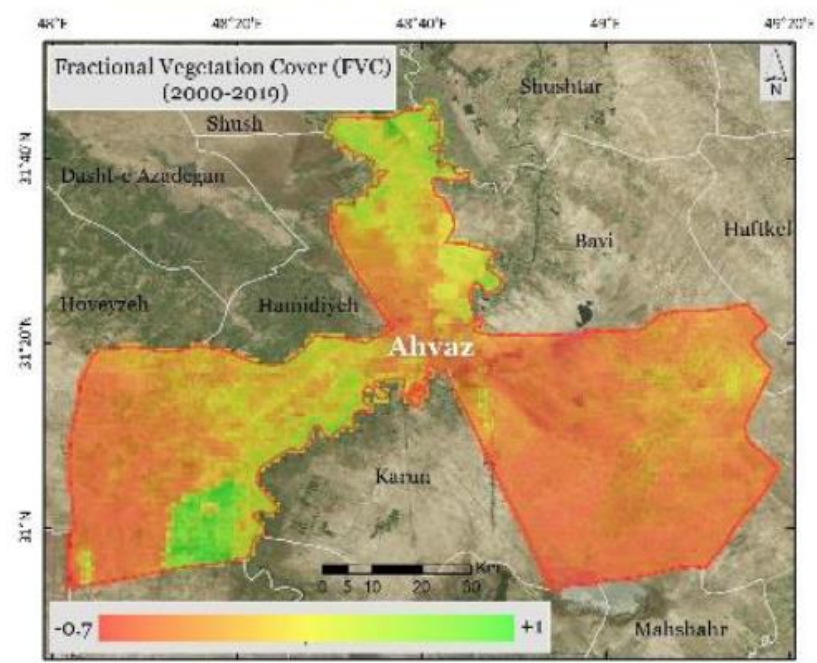 48°E
48°20'E
48°40'E
49°E
49°20'E
Fractional Vegetation Cover (FVC)
(2000-2019)
N
Shushtar
Shush
31°40'N
Dasht-e Azadegan
Haftkel
Bavi
Hoveyzeh
Hamidiyeh
31°20'N
Ahvaz
Karun
31°N
Km
0 5 10 20 30
-0.7
+1
Mahshahr